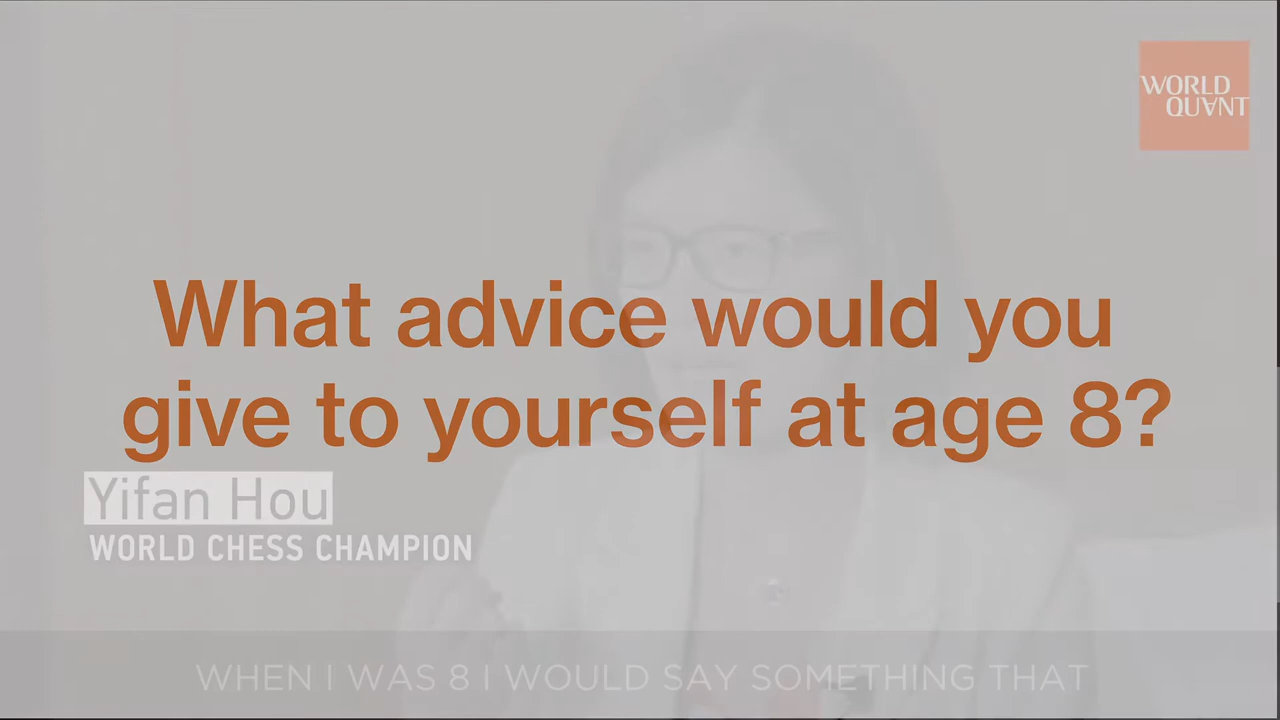 WORLD
QUANT
What advice would you
give to yourself at age 8?
Yifan Hou
WORLD CHESS CHAMPION
WHEN I WAS 8 I WOULD SAY SOMETHING THAT